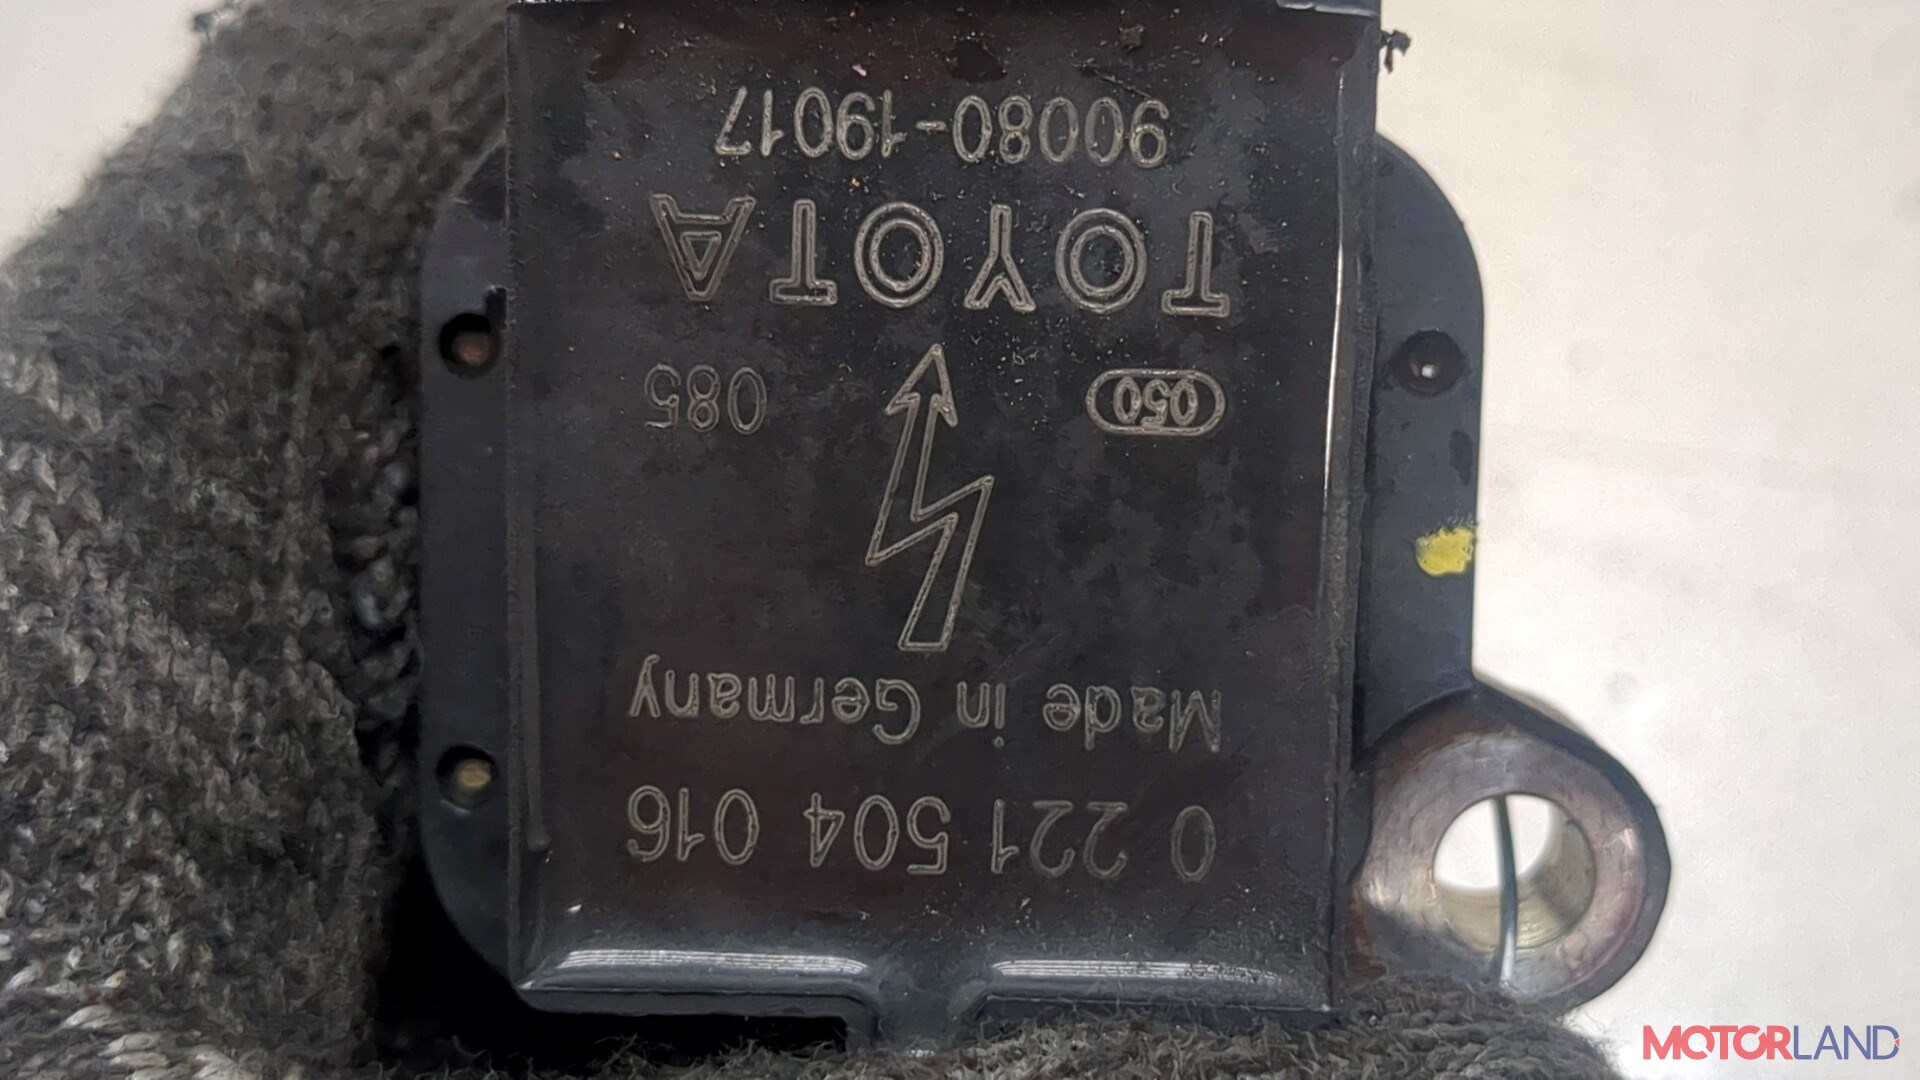 0 221 504 016
Made in Germany
050 085
TOYOTA
90080-19017
MOTORLAND